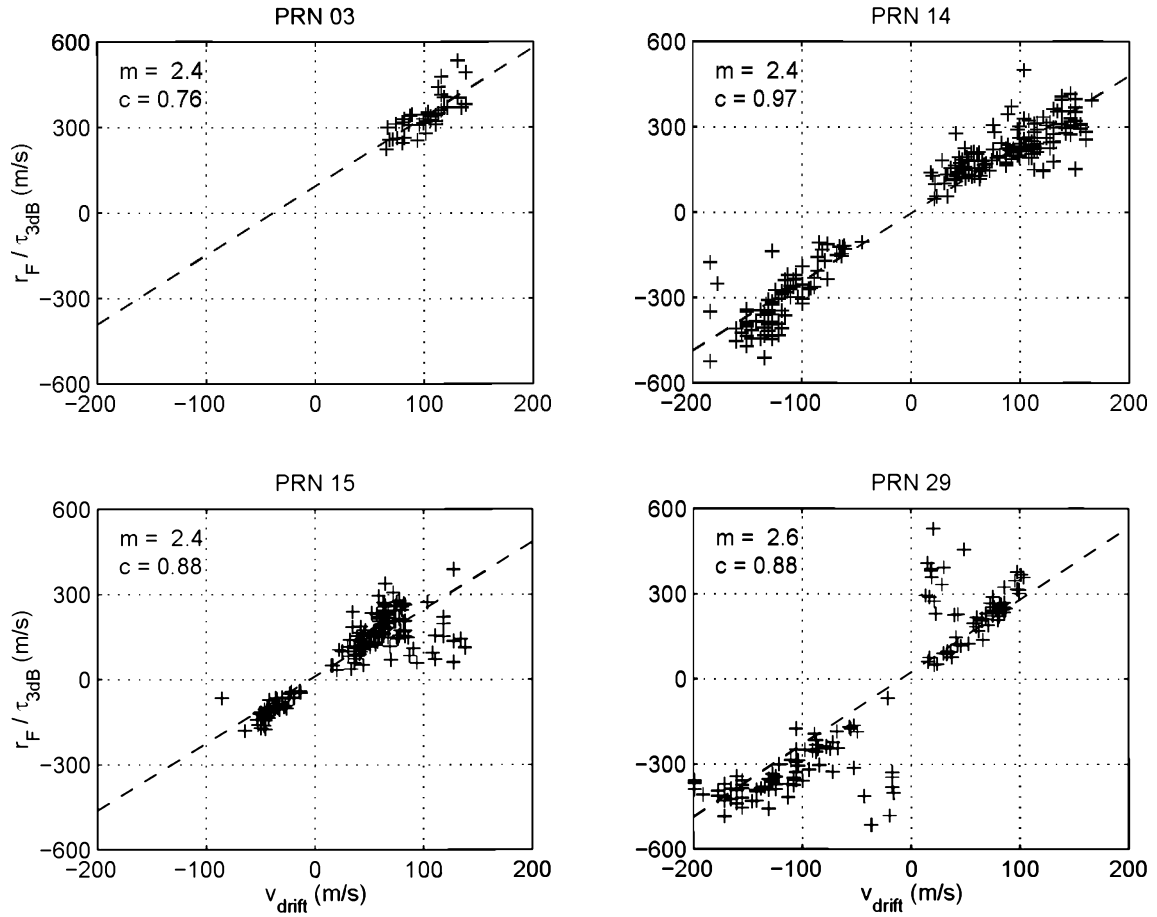 PRN 03
600
300
0
−300
−600
−200
−100
0
100
200
m = 2.4
c = 0.76
r_F / τ_3dB (m/s)
PRN 14
600
300
0
−300
−600
−200
−100
0
100
200
m = 2.4
c = 0.97
PRN 15
600
300
0
−300
−600
−200
−100
0
100
200
m = 2.4
c = 0.88
r_F / τ_3dB (m/s)
v_drift (m/s)
PRN 29
600
300
0
−300
−600
−200
−100
0
100
200
m = 2.6
c = 0.88
v_drift (m/s)